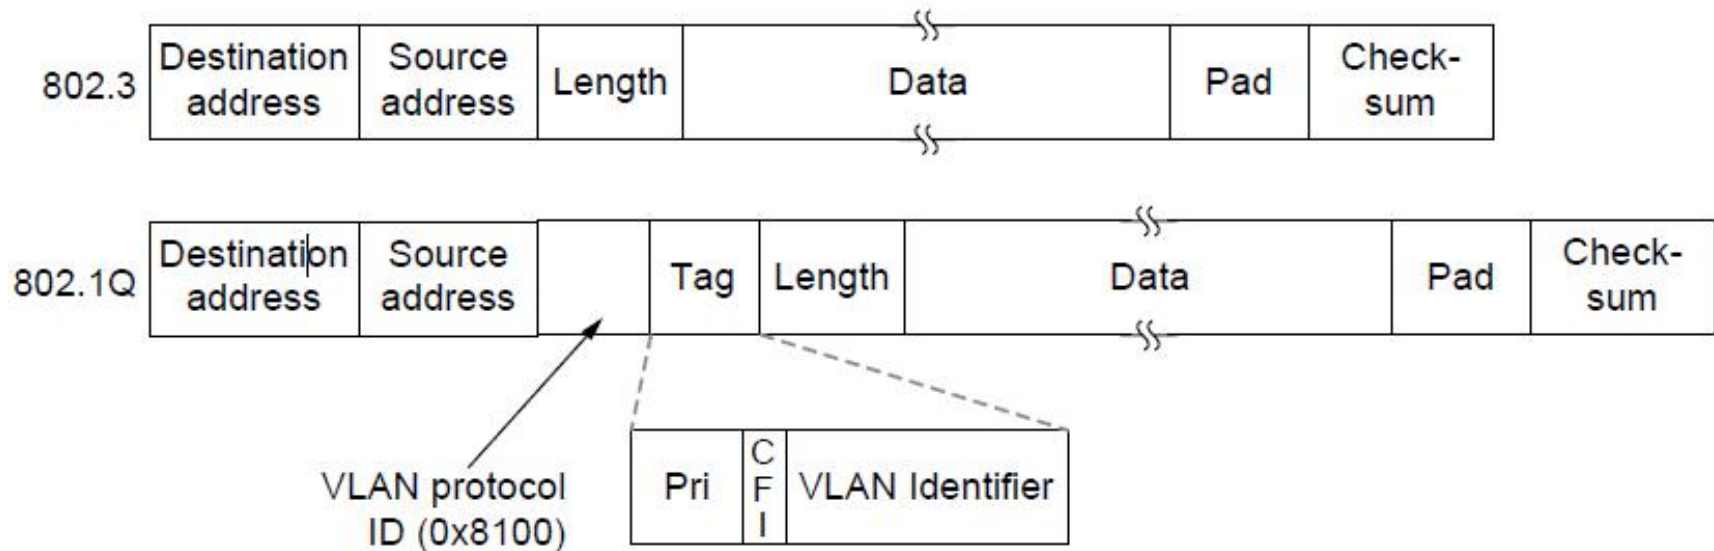 802.3
Destination
address
Source
address
Length
Data
Pad
Check-
sum
802.1Q
Destination
address
Source
address
Tag
Length
Data
Pad
Check-
sum
VLAN protocol
ID (0x8100)
Pri
C
F
I
VLAN Identifier